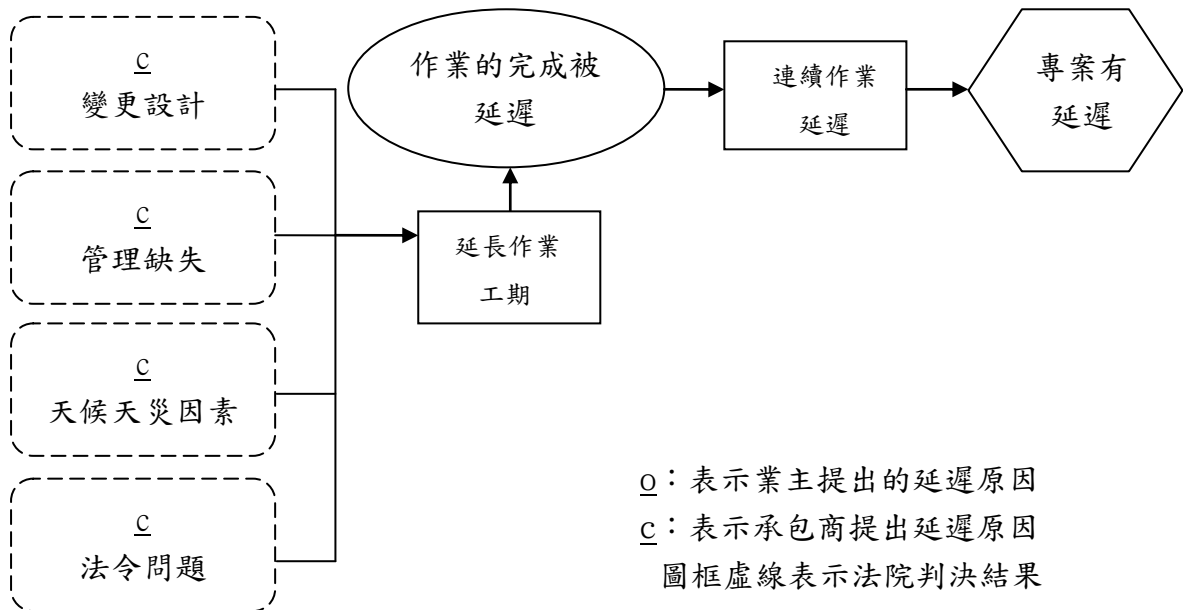 c
變更設計
c
管理缺失
c
天候天災因素
c
法令問題
延長作業
工期
作業的完成被
延遲
連續作業
延遲
專案有
延遲
o：表示業主提出的延遲原因
c：表示承包商提出延遲原因
圖框虛線表示法院判決結果